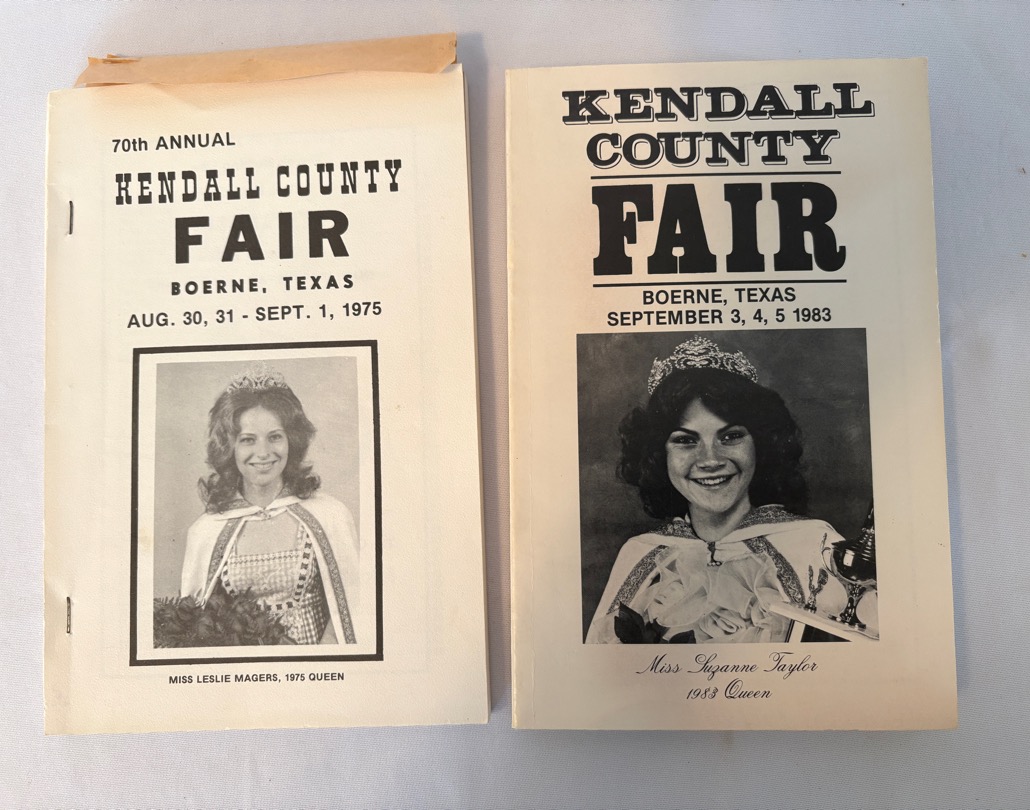 70th ANNUAL
KENDALL COUNTY
FAIR
BOERNE, TEXAS
AUG. 30, 31 - SEPT. 1, 1975
MISS LESLIE MAGERS, 1975 QUEEN
KENDALL
COUNTY
FAIR
BOERNE, TEXAS
SEPTEMBER 3, 4, 5 1983
Miss Suzanne Taylor
1983 Queen